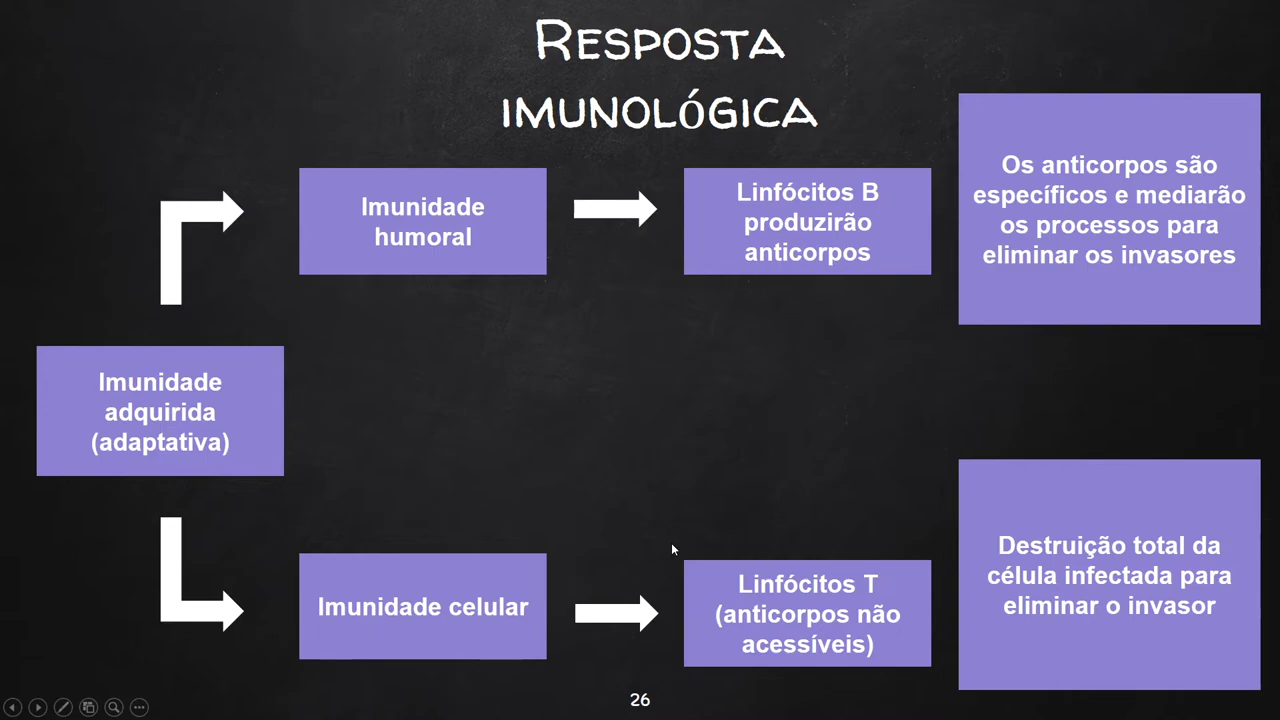 Resposta
imunológica
Imunidade
humoral
Linfócitos B
produzirão
anticorpos
Os anticorpos são
específicos e mediarão
os processos para
eliminar os invasores
Imunidade
adquirida
(adaptativa)
Imunidade celular
Linfócitos T
(anticorpos não
acessíveis)
Destruição total da
célula infectada para
eliminar o invasor
26